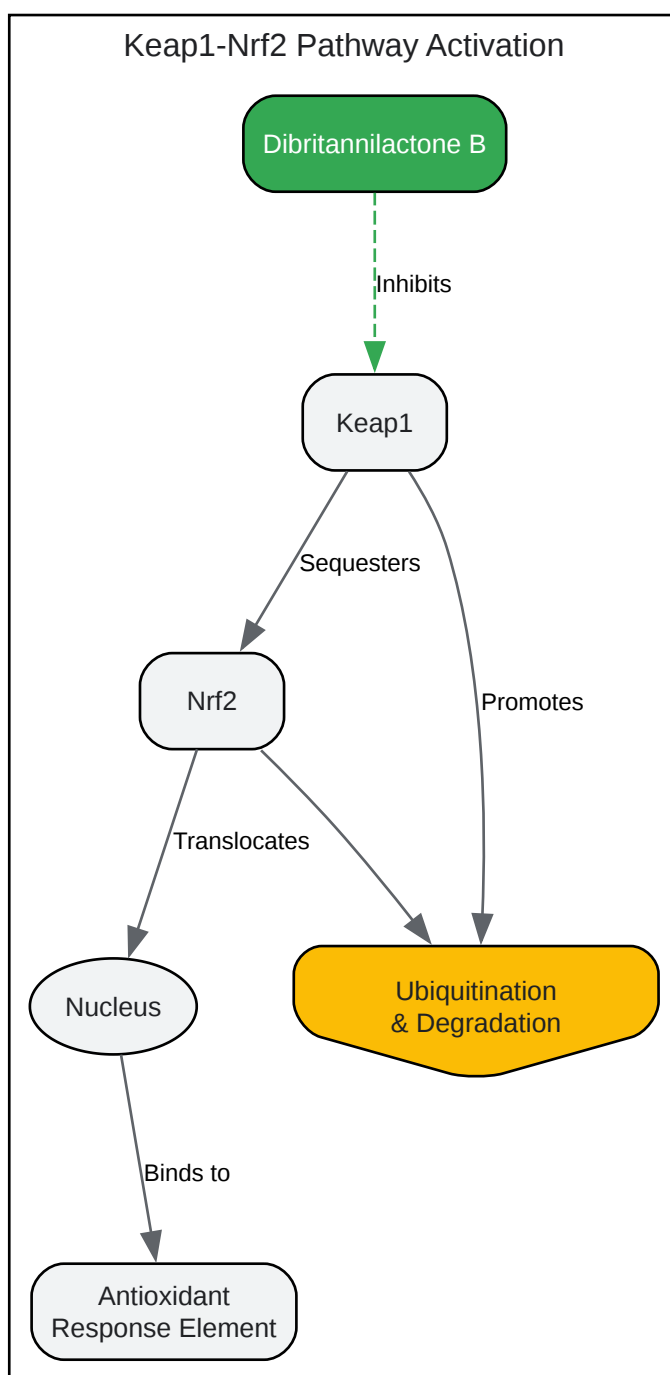 Keap1-Nrf2 Pathway Activation
Dibritannilactone B
Inhibits
Keap1
Sequesters
Nrf2
Promotes
Translocates
Nucleus
Ubiquitination
& Degradation
Binds to
Antioxidant
Response Element